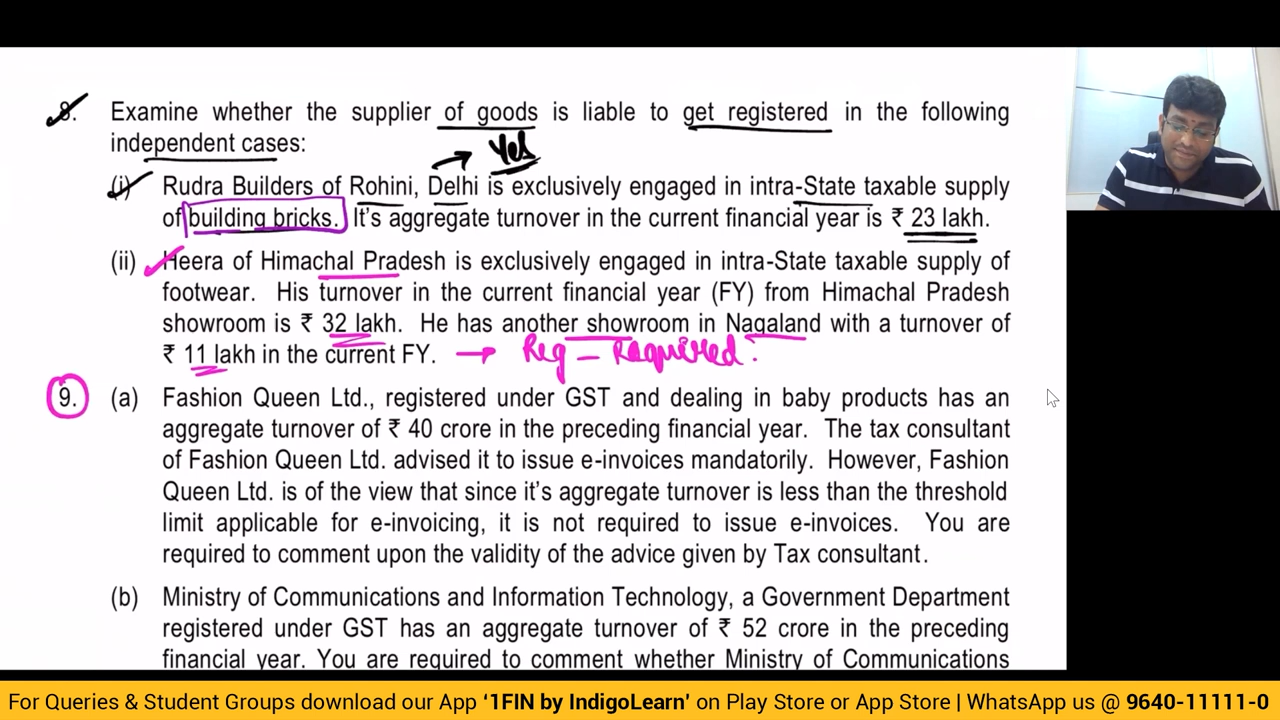 8. Examine whether the supplier of goods is liable to get registered in the following
independent cases:
Yes
(i) Rudra Builders of Rohini, Delhi is exclusively engaged in intra-State taxable supply
of building bricks. It's aggregate turnover in the current financial year is ₹ 23 lakh.
(ii) Heera of Himachal Pradesh is exclusively engaged in intra-State taxable supply of
footwear. His turnover in the current financial year (FY) from Himachal Pradesh
showroom is ₹ 32 lakh. He has another showroom in Nagaland with a turnover of
₹ 11 lakh in the current FY. → Reg - Required.
9. (a) Fashion Queen Ltd., registered under GST and dealing in baby products has an
aggregate turnover of ₹ 40 crore in the preceding financial year. The tax consultant
of Fashion Queen Ltd. advised it to issue e-invoices mandatorily. However, Fashion
Queen Ltd. is of the view that since it's aggregate turnover is less than the threshold
limit applicable for e-invoicing, it is not required to issue e-invoices. You are
required to comment upon the validity of the advice given by Tax consultant.
(b) Ministry of Communications and Information Technology, a Government Department
registered under GST has an aggregate turnover of ₹ 52 crore in the preceding
financial year. You are required to comment whether Ministry of Communications
For Queries & Student Groups download our App '1FIN by IndigoLearn' on Play Store or App Store | WhatsApp us @ 9640-11111-0